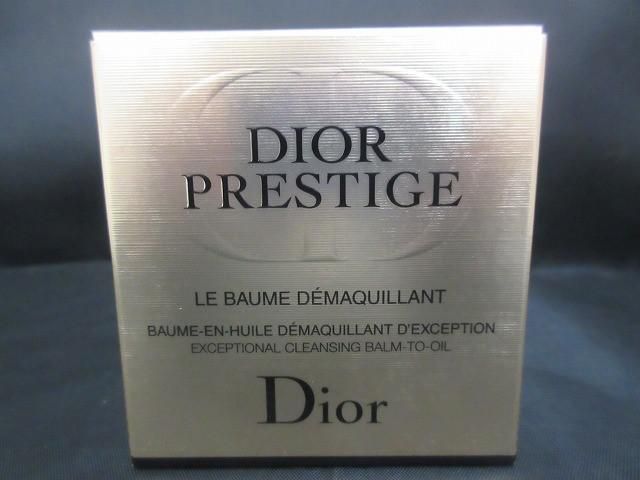 DIOR
PRESTIGE
LE BAUME DÉMAQUILLANT
BAUME-EN-HUILE DÉMAQUILLANT D'EXCEPTION
EXCEPTIONAL CLEANSING BALM-TO-OIL
Dior